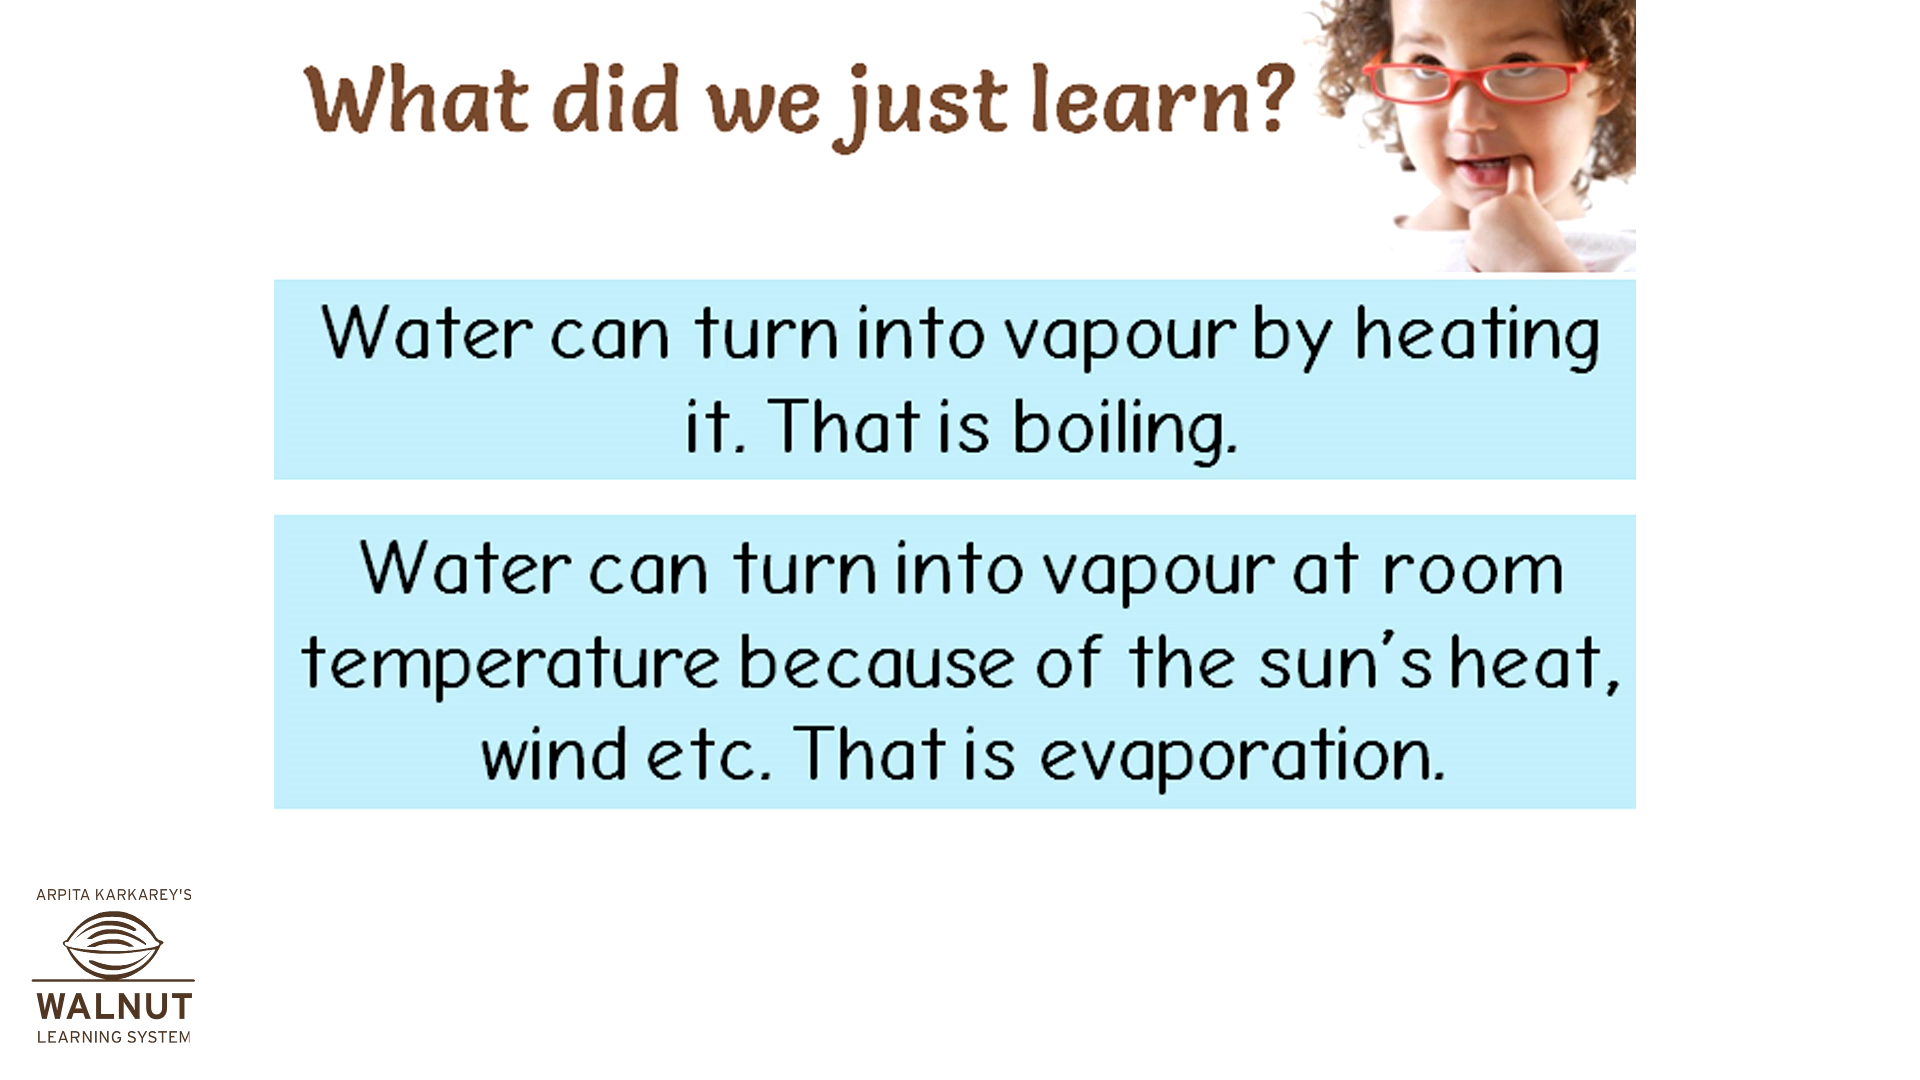 What did we just learn?
Water can turn into vapour by heating
it. That is boiling.
Water can turn into vapour at room
temperature because of the sun's heat,
wind etc. That is evaporation.
ARPITA KARKAREY'S
WALNUT
LEARNING SYSTEM